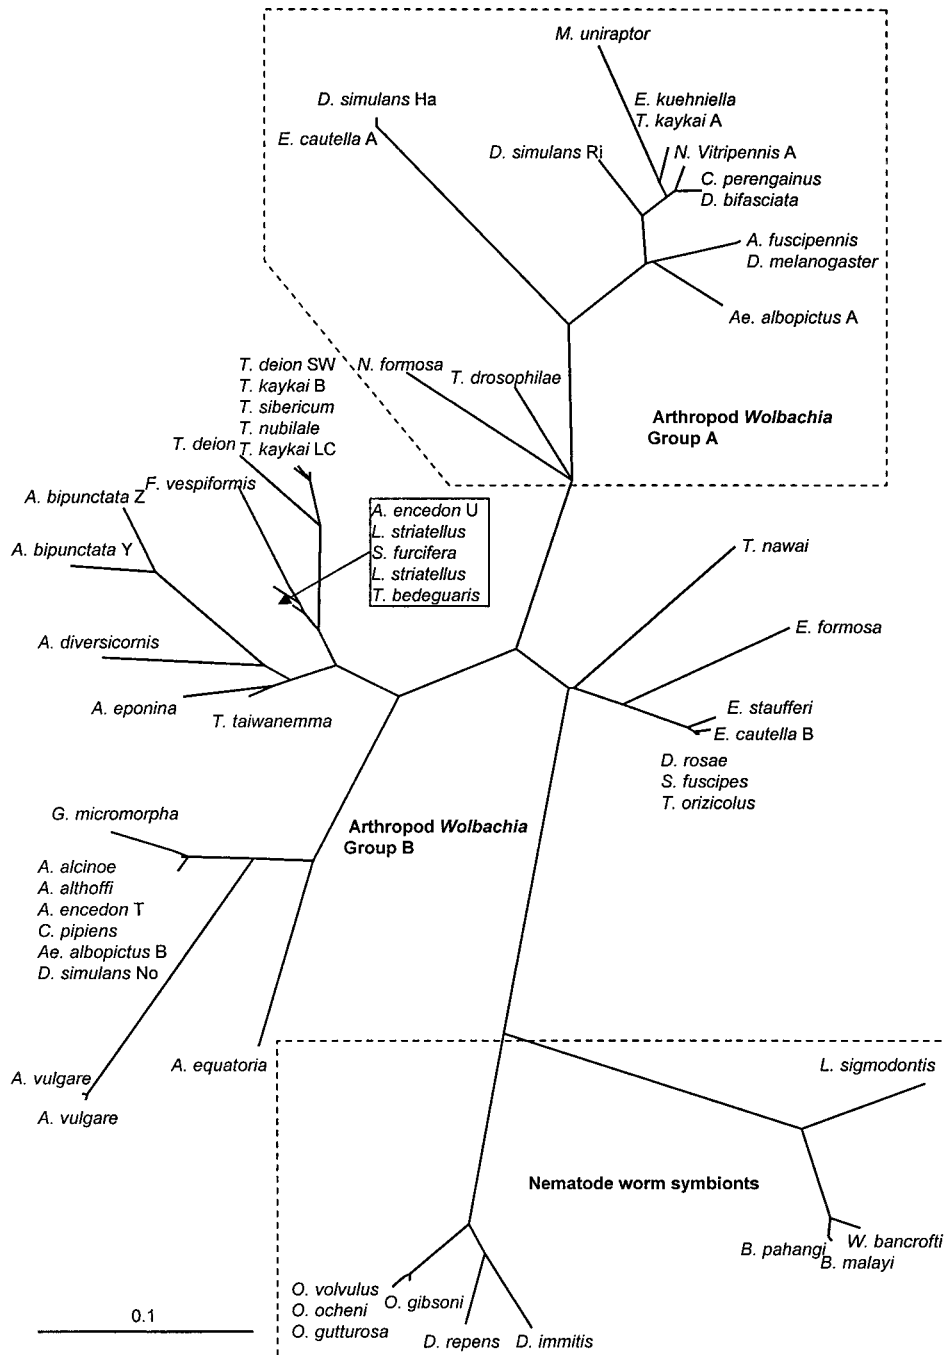 M. uniraptor
D. simulans Ha
E. cautella A
E. kuehniella
T. kaykai A
D. simulans Ri
N. Vitripennis A
C. perengainus
D. bifasciata
A. fuscipennis
D. melanogaster
Ae. albopictus A
N. formosa
T. drosophilae
Arthropod Wolbachia
Group A
T. deion SW
T. kaykai B
T. sibericum
T. nubilale
T. kaykai LC
T. deion
F. vespiformis
A. bipunctata Z
A. bipunctata Y
A. encedon U
L. striatellus
S. furcifera
L. striatellus
T. bedeguaris
T. nawai
E. formosa
A. diversicornis
A. eponina
T. taiwanemma
E. staufferi
E. cautella B
D. rosae
S. fuscipes
T. orizicolus
G. micromorpha
Arthropod Wolbachia
Group B
A. alcinoe
A. althoffi
A. encedon T
C. pipiens
Ae. albopictus B
D. simulans No
A. equatoria
A. vulgare
A. vulgare
L. sigmodontis
Nematode worm symbionts
W. bancrofti
B. pahangi
B. malayi
O. volvulus
O. ocheni
O. gutturosa
O. gibsoni
D. repens
D. immitis
0.1